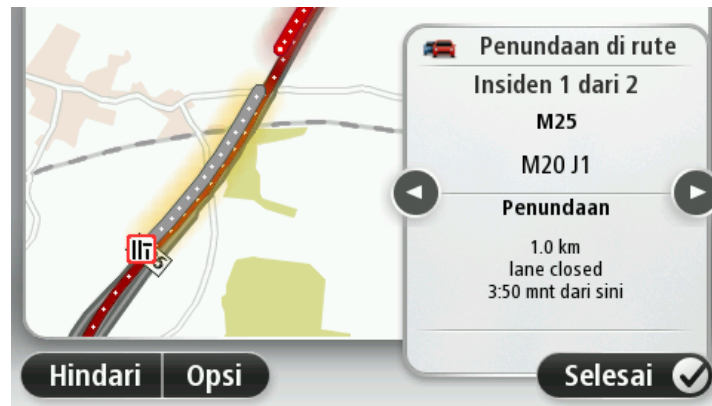 Penundaan di rute
Insiden 1 dari 2
M25
M20 J1
Penundaan
1.0 km
lane closed
3:50 mnt dari sini
5
Hindari
Opsi
Selesai